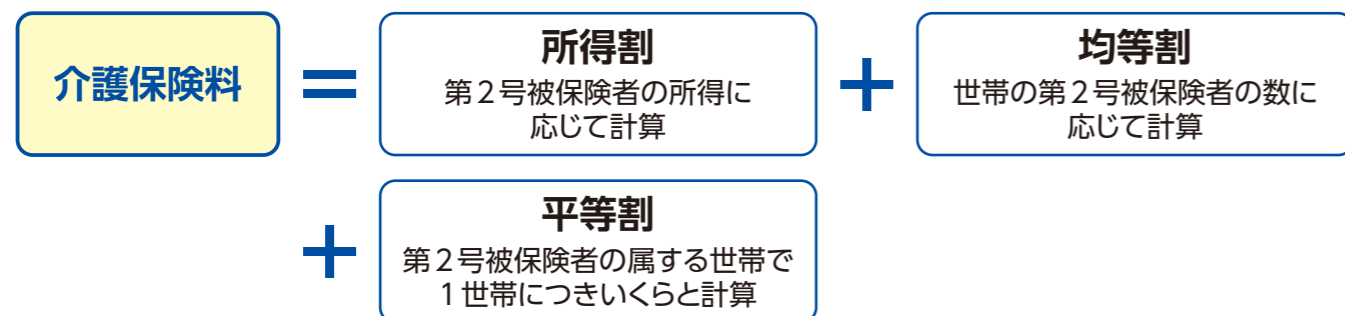 介護保険料
=
所得割
第2号被保険者の所得に
応じて計算
+
均等割
世帯の第2号被保険者の数に
応じて計算
+
平等割
第2号被保険者の属する世帯で
1世帯につきいくらと計算